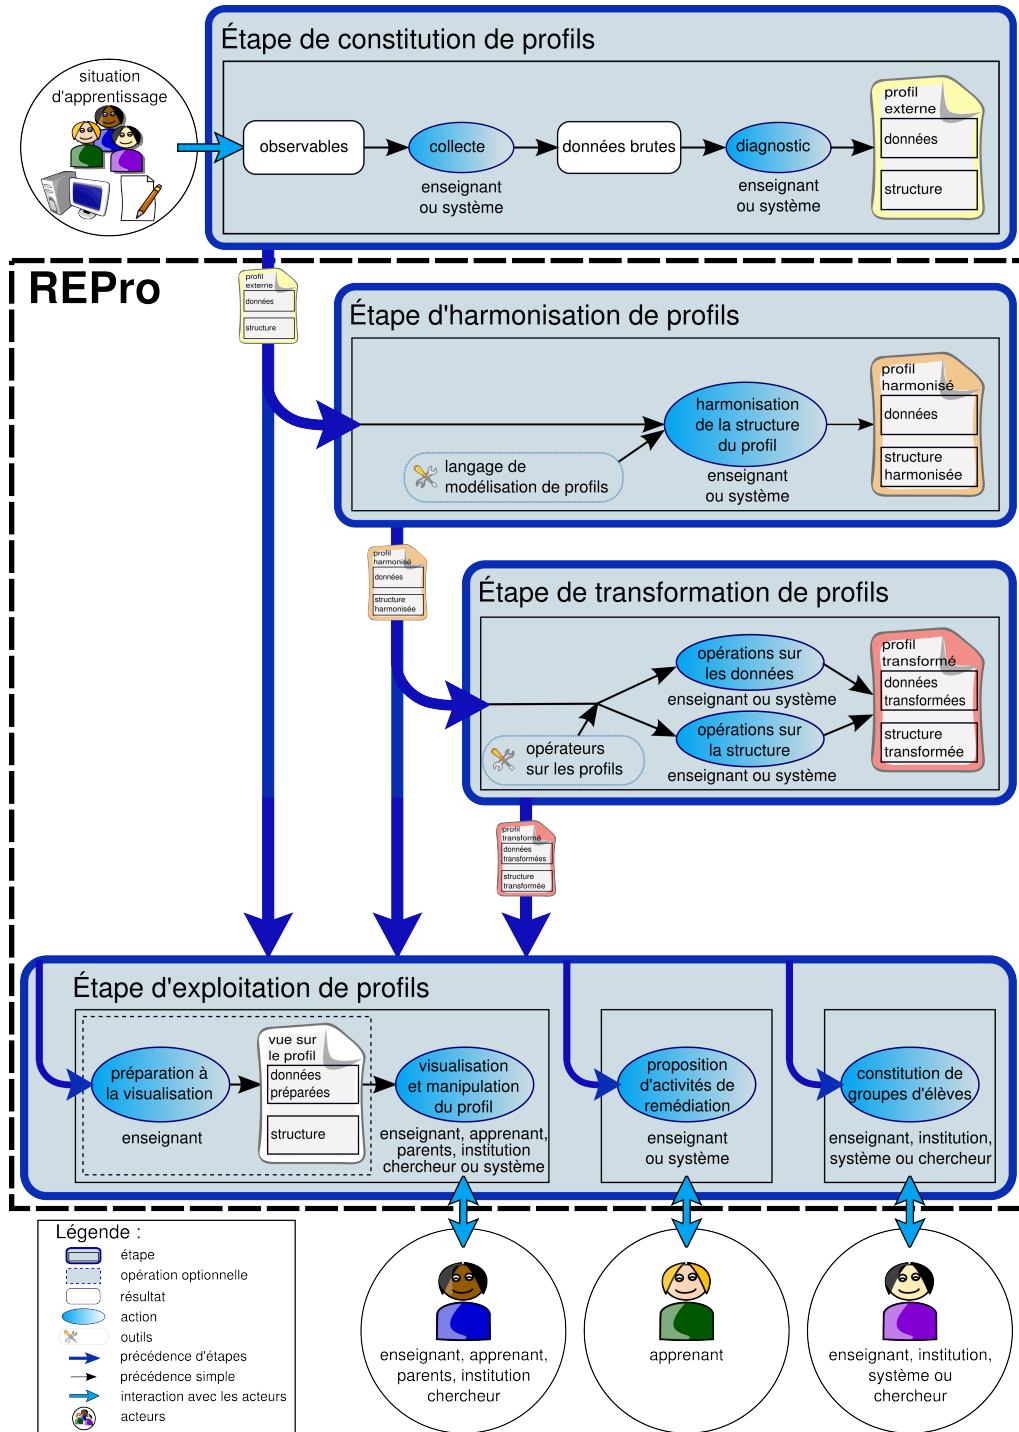 Étape de constitution de profils
situation
d'apprentissage
observables
collecte
enseignant
ou système
données brutes
diagnostic
enseignant
ou système
profil
externe
données
structure
REPro
profil
externe
données
structure
Étape d'harmonisation de profils
harmonisation
de la structure
du profil
enseignant
ou système
langage de
modélisation de profils
profil
harmonisé
données
structure
harmonisée
profil
harmonisé
données
structure
harmonisée
Étape de transformation de profils
opérations sur
les données
enseignant ou système
opérations sur
la structure
enseignant ou système
opérateurs
sur les profils
profil
transformé
données
transformées
structure
transformée
profil
transformé
données
transformées
structure
transformée
Étape d'exploitation de profils
préparation à
la visualisation
enseignant
vue sur
le profil
données
préparées
structure
visualisation
et manipulation
du profil
enseignant, apprenant,
parents, institution
chercheur ou système
proposition
d'activités de
remédiation
enseignant
ou système
constitution de
groupes d'élèves
enseignant, institution,
système ou chercheur
Légende :
étape
opération optionnelle
résultat
action
outils
précédence d'étapes
précédence simple
interaction avec les acteurs
acteurs
enseignant, apprenant,
parents, institution
chercheur
apprenant
enseignant, institution,
système ou
chercheur